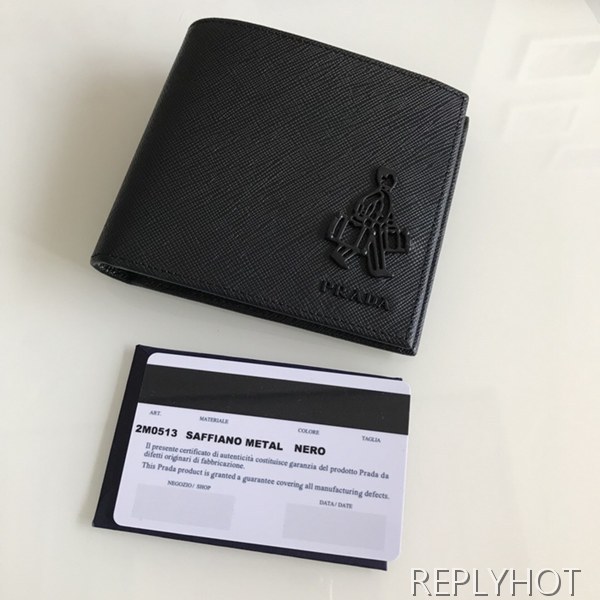 PRADA
ART. MATERIALE COLORE TAGLIA
2M0513 SAFFIANO METAL NERO
Il presente certificato di autenticità costituisce garanzia del prodotto Prada da
difetti originari di fabbricazione.
This Prada product is granted a guarantee covering all manufacturing defects.
NEGOZIO/ SHOP DATA/ DATE
REPLYHOT